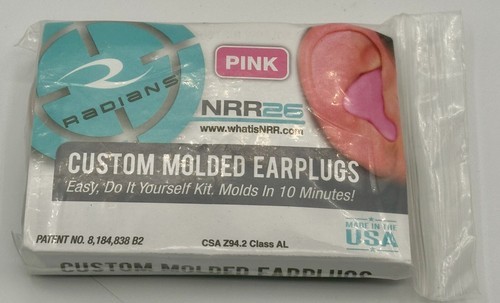 RADIANS
PINK
NRR26
www.whatisNRR.com
CUSTOM MOLDED EARPLUGS
Easy, Do It Yourself Kit. Molds In 10 Minutes!
MADE IN THE
USA
PATENT NO. 8,184,838 B2
CSA Z94.2 Class AL
CUSTOM MOLDED EARPLUGS